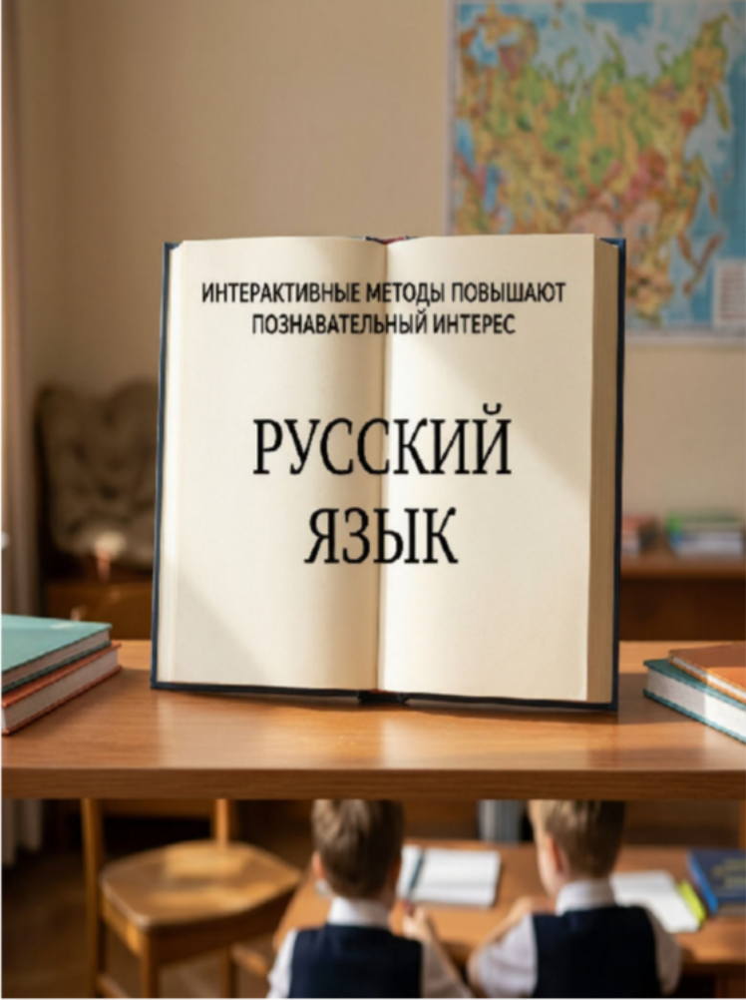 ИНТЕРАКТИВНЫЕ МЕТОДЫ ПОВЫШАЮТ
ПОЗНАВАТЕЛЬНЫЙ ИНТЕРЕС
РУССКИЙ
ЯЗЫК